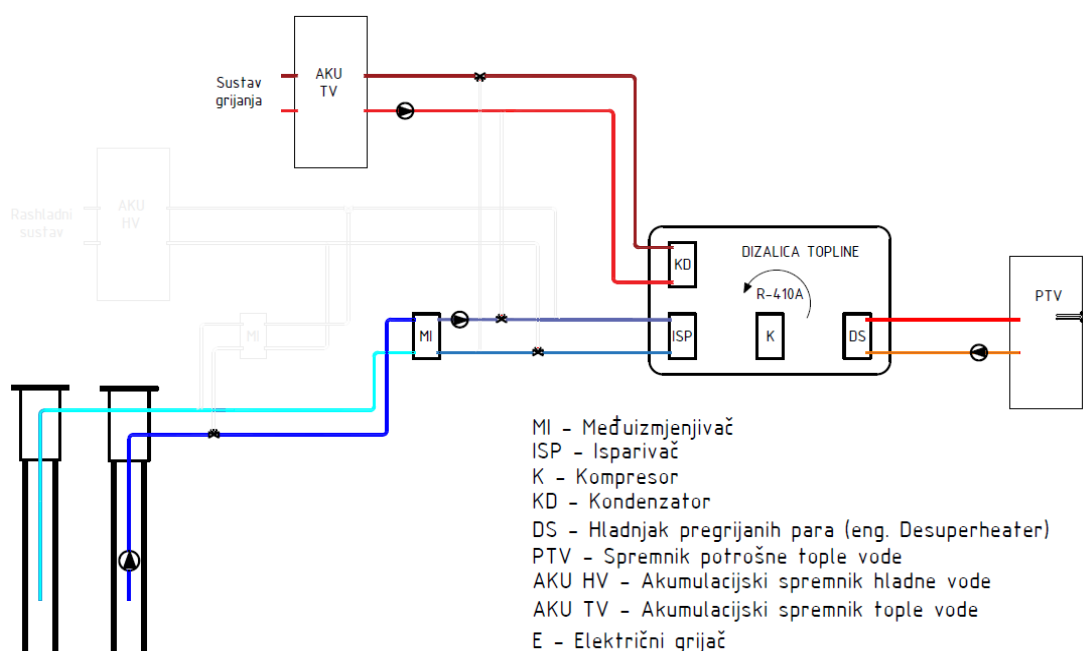 Sustav
grijanja
AKU
TV
AKU
HV
Rashladni
sustav
MI
MI
DIZALICA TOPLINE
KD
R-410A
ISP
K
DS
PTV
MI - Međuizmjenjivač
ISP - Isparivač
K - Kompresor
KD - Kondenzator
DS - Hladnjak pregrijanih para (eng. Desuperheater)
PTV - Spremnik potrošne tople vode
AKU HV - Akumulacijski spremnik hladne vode
AKU TV - Akumulacijski spremnik tople vode
E - Električni grijač